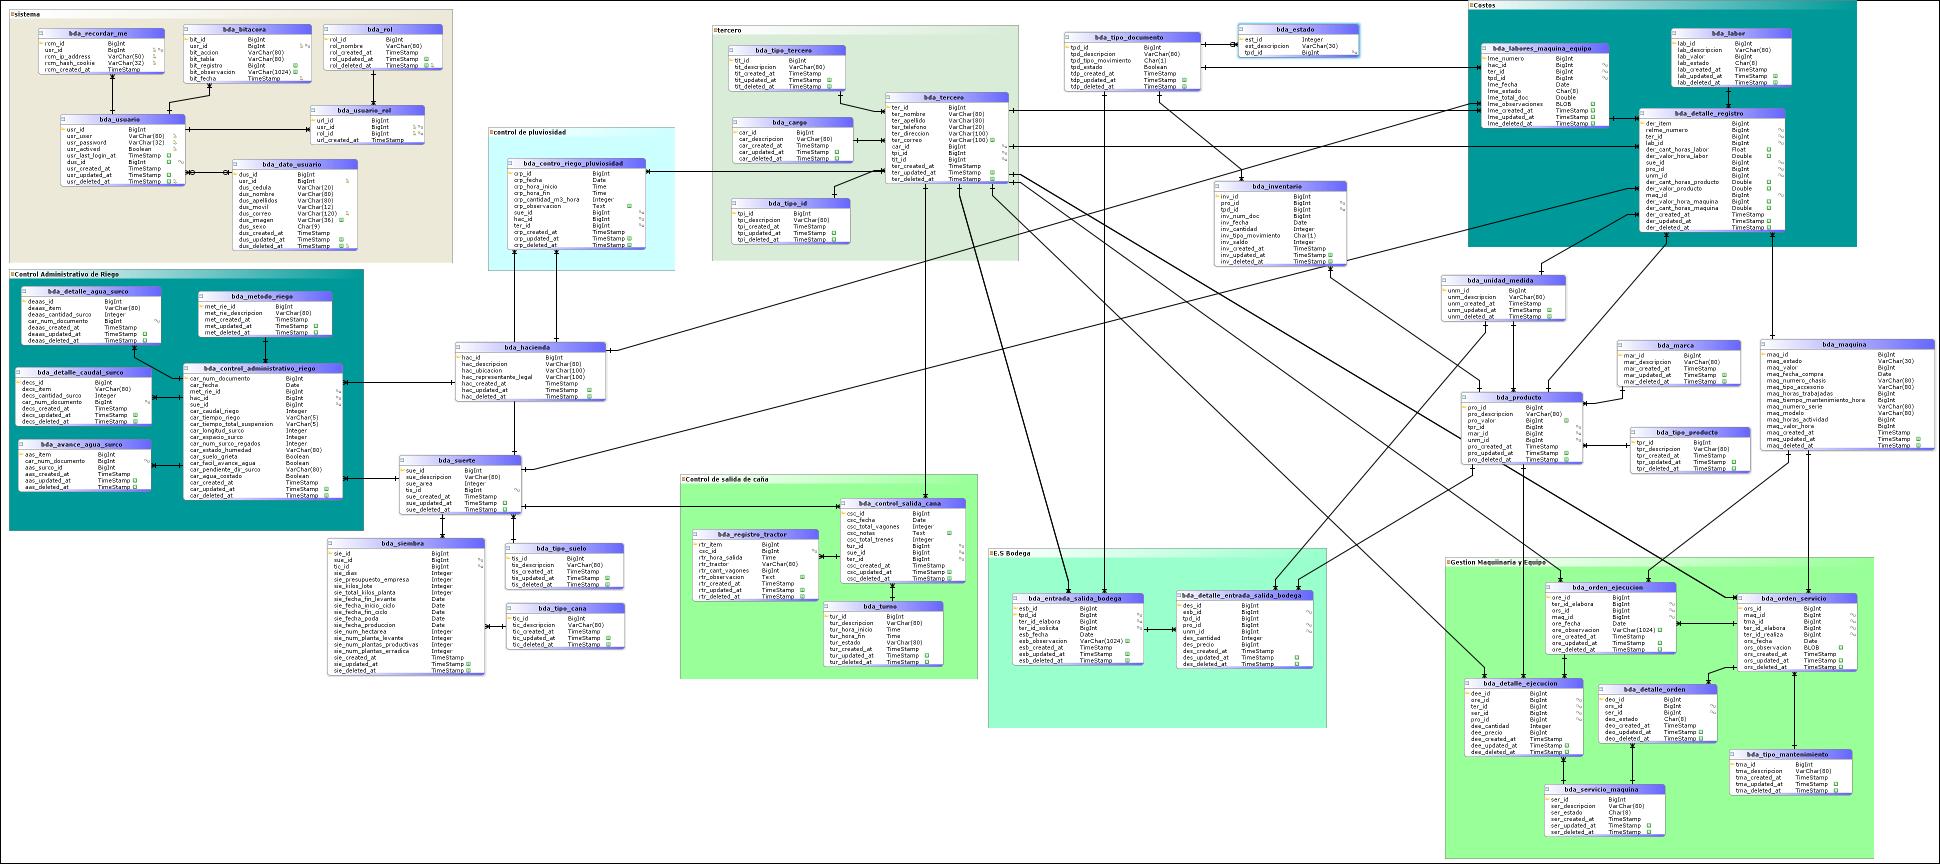 sistema
bda_recordar_me
rcm_id BigInt
usr_id BigInt
rcm_ip_address VarChar(50)
rcm_hash_cookie VarChar(32)
rcm_created_at TimeStamp
bda_bitacora
bit_id BigInt
usr_id BigInt
bit_accion VarChar(80)
bit_tabla VarChar(80)
bit_registro BigInt
bit_observacion VarChar(1024)
bit_fecha TimeStamp
bda_rol
rol_id BigInt
rol_nombre VarChar(80)
rol_created_at TimeStamp
rol_updated_at TimeStamp
rol_deleted_at TimeStamp
bda_usuario_rol
url_id BigInt
usr_id BigInt
rol_id BigInt
url_created_at TimeStamp
bda_usuario
usr_id BigInt
usr_user VarChar(80)
usr_password VarChar(32)
usr_actived Boolean
usr_last_login_at TimeStamp
dus_id BigInt
usr_created_at TimeStamp
usr_updated_at TimeStamp
usr_deleted_at TimeStamp
bda_dato_usuario
dus_id BigInt
usr_id BigInt
dus_cedula VarChar(20)
dus_nombre VarChar(80)
dus_apellidos VarChar(80)
dus_movil VarChar(12)
dus_correo VarChar(120)
dus_imagen VarChar(36)
dus_sexo Char(9)
dus_created_at TimeStamp
dus_updated_at TimeStamp
dus_deleted_at TimeStamp
control de pluviosidad
bda_contro_riego_pluviosidad
crp_id BigInt
crp_fecha Date
crp_hora_inicio Time
crp_hora_fin Time
crp_cantidad_m3_hora Integer
crp_observacion Text
sue_id BigInt
hac_id BigInt
ter_id BigInt
crp_created_at TimeStamp
crp_updated_at TimeStamp
crp_deleted_at TimeStamp
tercero
bda_tipo_tercero
tit_id BigInt
tit_descripcion VarChar(80)
tit_created_at TimeStamp
tit_updated_at TimeStamp
tit_deleted_at TimeStamp
bda_cargo
car_id BigInt
car_descripcion VarChar(80)
car_created_at TimeStamp
car_updated_at TimeStamp
car_deleted_at TimeStamp
bda_tipo_id
tpi_id BigInt
tpi_descripcion VarChar(80)
tpi_created_at TimeStamp
tpi_updated_at TimeStamp
tpi_deleted_at TimeStamp
bda_tercero
ter_id BigInt
ter_nombre VarChar(80)
ter_apellido VarChar(80)
ter_telefono VarChar(20)
ter_direccion VarChar(100)
ter_correo VarChar(100)
car_id BigInt
tpi_id BigInt
tit_id BigInt
ter_created_at TimeStamp
ter_updated_at TimeStamp
ter_deleted_at TimeStamp
bda_tipo_documento
tpd_id BigInt
tpd_descripcion VarChar(80)
tpd_tipo_movimiento Char(1)
tpd_estado Boolean
tdp_created_at TimeStamp
tdp_updated_at TimeStamp
tdp_deleted_at TimeStamp
bda_estado
est_id Integer
est_descripcion VarChar(30)
tpd_id BigInt
bda_inventario
inv_id BigInt
pro_id BigInt
tpd_id BigInt
inv_num_doc BigInt
inv_fecha Date
inv_cantidad Integer
inv_tipo_movimiento Char(1)
inv_saldo Integer
inv_created_at TimeStamp
inv_updated_at TimeStamp
inv_deleted_at TimeStamp
Costos
bda_labores_maquina_equipo
lme_numero BigInt
hac_id BigInt
ter_id BigInt
tpd_id BigInt
lme_fecha Date
lme_estado Char(8)
lme_total_doc Double
lme_observaciones BLOB
lme_created_at TimeStamp
lme_updated_at TimeStamp
lme_deleted_at TimeStamp
bda_labor
lab_id BigInt
lab_descripcion VarChar(80)
lab_valor BigInt
lab_estado Char(8)
lab_created_at TimeStamp
lab_updated_at TimeStamp
lab_deleted_at TimeStamp
bda_detalle_registro
der_item BigInt
relme_numero BigInt
ter_id BigInt
lab_id BigInt
der_cant_horas_labor Float
der_valor_hora_labor Double
sue_id BigInt
pro_id BigInt
unm_id BigInt
der_cant_horas_producto Double
der_valor_producto Double
maq_id BigInt
der_valor_hora_maquina Double
der_cant_horas_maquina Double
der_created_at TimeStamp
der_updated_at TimeStamp
der_deleted_at TimeStamp
Control Administrativo de Riego
bda_detalle_agua_surco
deaas_id BigInt
deaas_item VarChar(80)
deaas_cantidad_surco Integer
car_num_documento BigInt
deaas_created_at TimeStamp
deaas_updated_at TimeStamp
deaas_deleted_at TimeStamp
bda_metodo_riego
met_rie_id BigInt
met_rie_descripcion VarChar(80)
met_created_at TimeStamp
met_updated_at TimeStamp
met_deleted_at TimeStamp
bda_detalle_caudal_surco
decs_id BigInt
decs_item VarChar(80)
decs_cantidad_surco Integer
car_num_documento BigInt
decs_created_at TimeStamp
decs_updated_at TimeStamp
decs_deleted_at TimeStamp
bda_avance_agua_surco
aas_item BigInt
car_num_documento BigInt
aas_surco_id BigInt
aas_created_at TimeStamp
aas_updated_at TimeStamp
aas_deleted_at TimeStamp
bda_control_administrativo_riego
car_num_documento BigInt
car_fecha Date
met_rie_id BigInt
hac_id BigInt
sue_id BigInt
car_caudal_riego Integer
car_tiempo_riego VarChar(5)
car_tiempo_total_suspension VarChar(5)
car_longitud_surco Integer
car_espacio_surco Integer
car_num_surco_regados Integer
car_estado_humedad VarChar(80)
car_suelo_grieta Boolean
car_facil_avance_agua Boolean
car_pendiente_dir_surco VarChar(80)
car_agua_costado Boolean
car_created_at TimeStamp
car_updated_at TimeStamp
car_deleted_at TimeStamp
bda_hacienda
hac_id BigInt
hac_descripcion VarChar(80)
hac_ubicacion VarChar(100)
hac_representante_legal VarChar(100)
hac_created_at TimeStamp
hac_updated_at TimeStamp
hac_deleted_at TimeStamp
bda_suerte
sue_id BigInt
sue_descripcion VarChar(80)
sue_area Integer
tis_id BigInt
sue_created_at TimeStamp
sue_updated_at TimeStamp
sue_deleted_at TimeStamp
bda_siembra
sie_id BigInt
sue_id BigInt
tic_id BigInt
sie_dias Integer
sie_presupuesto_empresa Integer
sie_kilos_lote Integer
sie_total_kilos_planta Integer
sie_fecha_fin_levante Date
sie_fecha_inicio_ciclo Date
sie_fecha_fin_ciclo Date
sie_fecha_poda Date
sie_fecha_produccion Date
sie_num_hectarea Integer
sie_num_planta_levante Integer
sie_num_plantas_productivas Integer
sie_num_plantas_erradica Integer
sie_created_at TimeStamp
sie_updated_at TimeStamp
sie_deleted_at TimeStamp
bda_tipo_suelo
tis_id BigInt
tis_descripcion VarChar(80)
tis_created_at TimeStamp
tis_updated_at TimeStamp
tis_deleted_at TimeStamp
bda_tipo_cana
tic_id BigInt
tic_descripcion VarChar(80)
tic_created_at TimeStamp
tic_updated_at TimeStamp
tic_deleted_at TimeStamp
Control de salida de caña
bda_registro_tractor
rtr_item BigInt
csc_id BigInt
rtr_hora_salida Time
rtr_tractor VarChar(80)
rtr_cant_vagones BigInt
rtr_observacion Text
rtr_created_at TimeStamp
rtr_updated_at TimeStamp
rtr_deleted_at TimeStamp
bda_control_salida_cana
csc_id BigInt
csc_fecha Date
csc_total_vagones Integer
csc_notas Text
csc_total_trenes Integer
tur_id BigInt
sue_id BigInt
ter_id BigInt
csc_created_at TimeStamp
csc_updated_at TimeStamp
csc_deleted_at TimeStamp
bda_turno
tur_id BigInt
tur_descripcion VarChar(80)
tur_hora_inicio Time
tur_hora_fin Time
tur_estado VarChar(80)
tur_created_at TimeStamp
tur_updated_at TimeStamp
tur_deleted_at TimeStamp
E.S Bodega
bda_entrada_salida_bodega
esb_id BigInt
tpd_id BigInt
ter_id_elabora BigInt
ter_id_solicita BigInt
esb_fecha Date
esb_observacion VarChar(1024)
esb_created_at TimeStamp
esb_updated_at TimeStamp
esb_deleted_at TimeStamp
bda_detalle_entrada_salida_bodega
des_id BigInt
esb_id BigInt
tpd_id BigInt
pro_id BigInt
unm_id BigInt
des_cantidad Integer
des_precio BigInt
des_created_at TimeStamp
des_updated_at TimeStamp
des_deleted_at TimeStamp
bda_unidad_medida
unm_id BigInt
unm_descripcion VarChar(80)
unm_created_at TimeStamp
unm_updated_at TimeStamp
unm_deleted_at TimeStamp
bda_marca
mar_id BigInt
mar_descripcion VarChar(80)
mar_created_at TimeStamp
mar_updated_at TimeStamp
mar_deleted_at TimeStamp
bda_producto
pro_id BigInt
pro_descripcion VarChar(80)
pro_valor BigInt
tpr_id BigInt
mar_id BigInt
unm_id BigInt
pro_created_at TimeStamp
pro_updated_at TimeStamp
pro_deleted_at TimeStamp
bda_tipo_producto
tpr_id BigInt
tpr_descripcion VarChar(80)
tpr_created_at TimeStamp
tpr_updated_at TimeStamp
tpr_deleted_at TimeStamp
bda_maquina
maq_id BigInt
maq_estado VarChar(30)
maq_valor BigInt
maq_fecha_compra Date
maq_numero_chasis VarChar(80)
maq_tipo_accesorio VarChar(80)
maq_horas_trabajadas BigInt
maq_tiempo_mantenimiento_hora BigInt
maq_numero_serie VarChar(80)
maq_modelo VarChar(80)
maq_horas_actividad BigInt
maq_valor_hora BigInt
maq_created_at TimeStamp
maq_updated_at TimeStamp
maq_deleted_at TimeStamp
Gestion Maquiinaria y Equipo
bda_orden_ejecucion
ore_id BigInt
ter_id_elabora BigInt
ors_id BigInt
maq_id BigInt
ore_fecha Date
ore_observacion VarChar(1024)
ore_created_at TimeStamp
ore_updated_at TimeStamp
ore_deleted_at TimeStamp
bda_orden_servicio
ors_id BigInt
maq_id BigInt
tma_id BigInt
ter_id_elabora BigInt
ter_id_realiza BigInt
ors_fecha Date
ors_observacion BLOB
ors_created_at TimeStamp
ors_updated_at TimeStamp
ors_deleted_at TimeStamp
bda_detalle_ejecucion
dee_id BigInt
ore_id BigInt
ter_id BigInt
ser_id BigInt
pro_id BigInt
dee_cantidad Integer
dee_precio BigInt
dee_created_at TimeStamp
dee_updated_at TimeStamp
dee_deleted_at TimeStamp
bda_detalle_orden
deo_id BigInt
ors_id BigInt
ser_id BigInt
deo_estado Char(8)
deo_created_at TimeStamp
deo_updated_at TimeStamp
deo_deleted_at TimeStamp
bda_tipo_mantenimiento
tma_id BigInt
tma_descripcion VarChar(80)
tma_created_at TimeStamp
tma_updated_at TimeStamp
tma_deleted_at TimeStamp
bda_servicio_maquina
ser_id BigInt
ser_descripcion VarChar(80)
ser_estado Char(8)
ser_created_at TimeStamp
ser_updated_at TimeStamp
ser_deleted_at TimeStamp